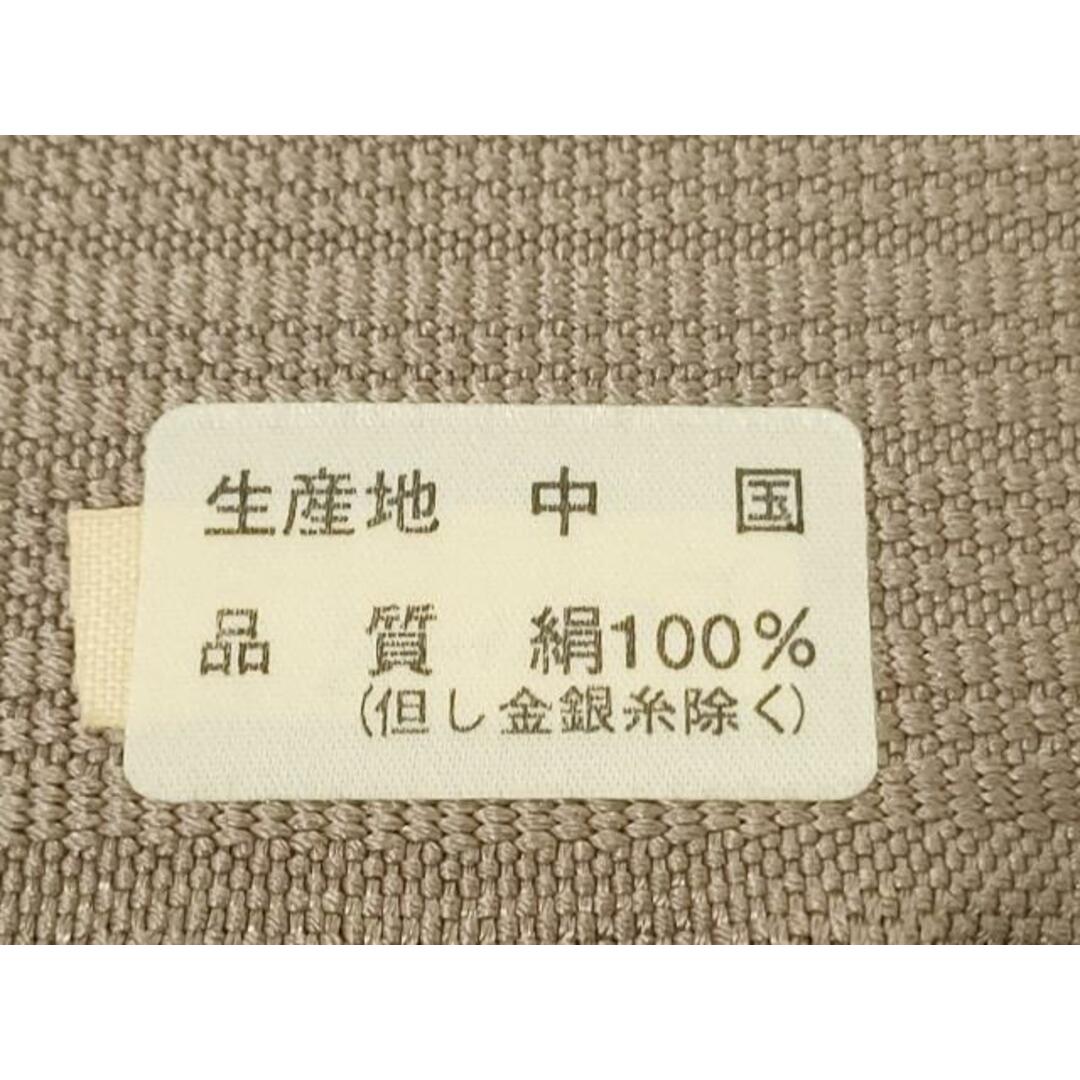 生産地　中　国
品　質　絹100%
(但し金銀糸除く)